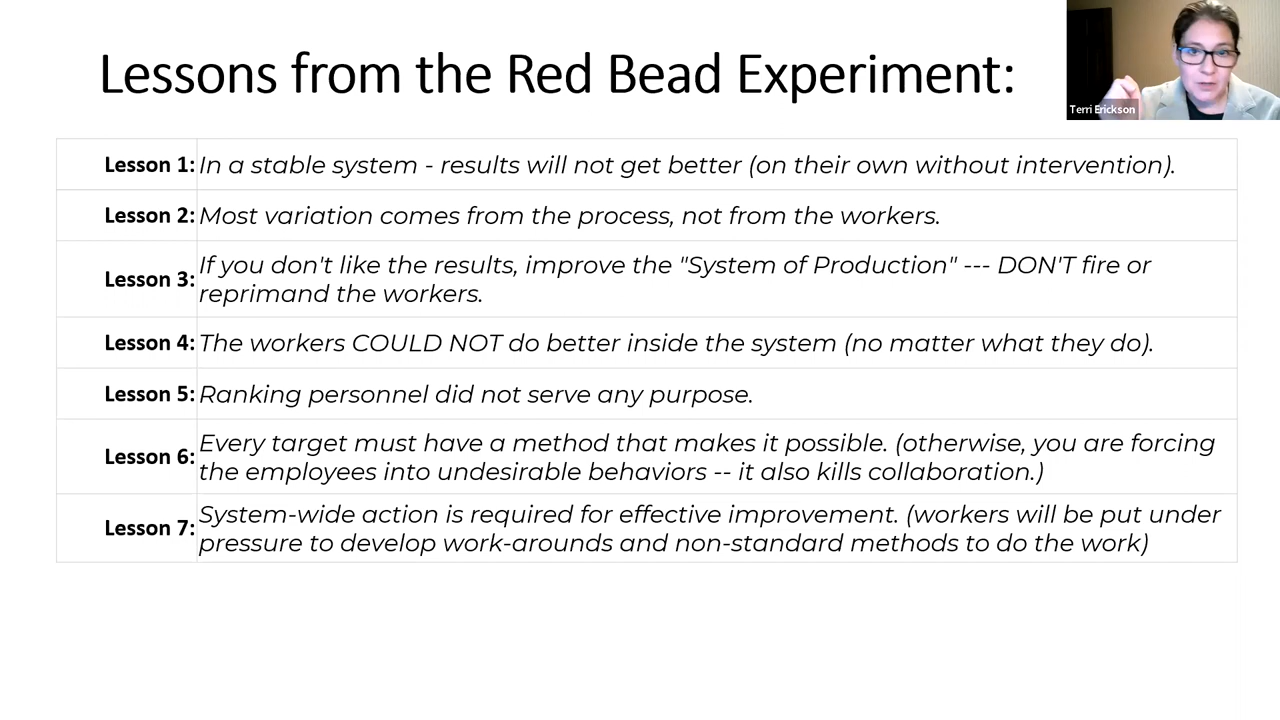 Lessons from the Red Bead Experiment:
Terri Erickson
Lesson 1: In a stable system - results will not get better (on their own without intervention).
Lesson 2: Most variation comes from the process, not from the workers.
Lesson 3: If you don't like the results, improve the "System of Production" --- DON'T fire or
reprimand the workers.
Lesson 4: The workers COULD NOT do better inside the system (no matter what they do).
Lesson 5: Ranking personnel did not serve any purpose.
Lesson 6: Every target must have a method that makes it possible. (otherwise, you are forcing
the employees into undesirable behaviors -- it also kills collaboration.)
Lesson 7: System-wide action is required for effective improvement. (workers will be put under
pressure to develop work-arounds and non-standard methods to do the work)